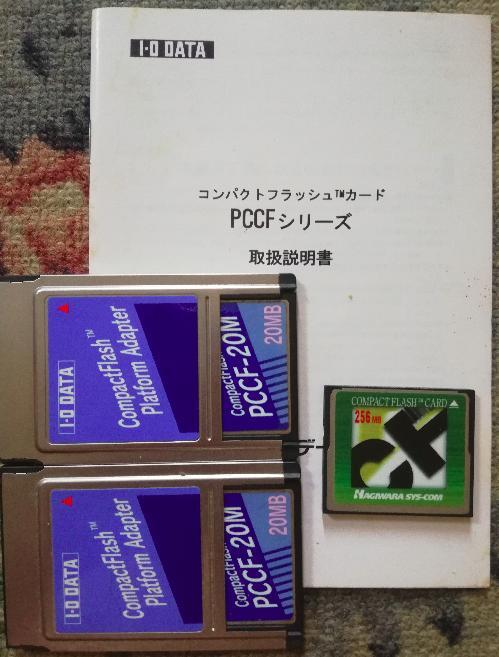 I-O DATA
コンパクトフラッシュ™カード
PCCFシリーズ
取扱説明書
I-O DATA
CompactFlash™
Platform Adapter
CompactFlash
PCCF-20M
20MB
COMPACT FLASH™ CARD
256MB
CF
HAGIWARA SYS-COM
I-O DATA
CompactFlash™
Platform Adapter
CompactFlash
PCCF-20M
20MB